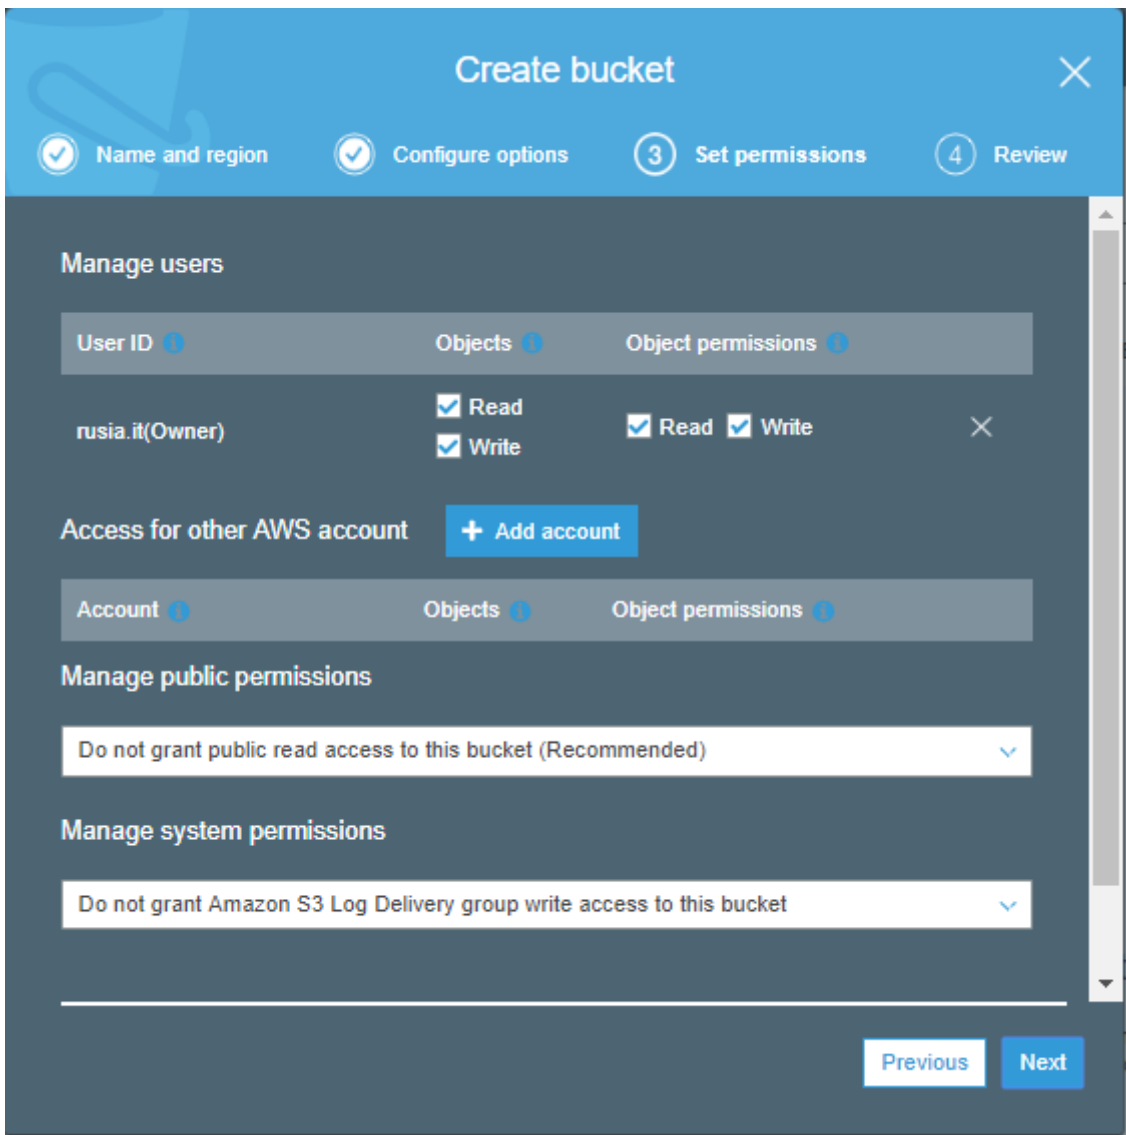 Create bucket
Name and region Configure options 3 Set permissions 4 Review
Manage users
User ID Objects Object permissions
Read
rusia.it(Owner) Read Write
Write
Access for other AWS account + Add account
Account Objects Object permissions
Manage public permissions
Do not grant public read access to this bucket (Recommended)
Manage system permissions
Do not grant Amazon S3 Log Delivery group write access to this bucket
Previous Next